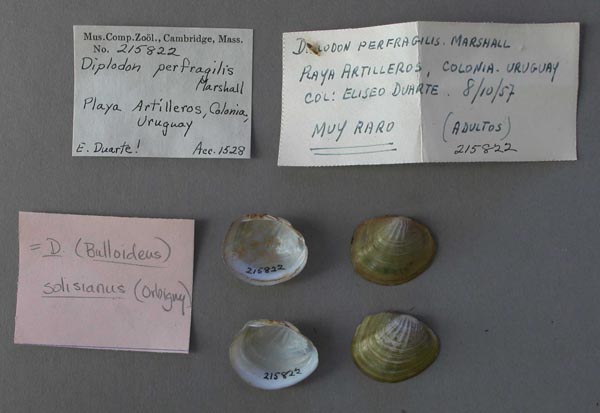 Mus.Comp.Zoöl., Cambridge, Mass.
No. 215822
Diplodon perfragilis
Marshall
Playa Artilleros, Colonia,
Uruguay
E. Duarte! Acc. 1528
DIPLODON PERFRAGILIS. MARSHALL
PLAYA ARTILLEROS, COLONIA. URUGUAY
COL: ELISEO DUARTE. 8/10/57
MUY RARO (ADULTOS)
215822
= D. (Bulloideus)
solisianus (Orbigny)
215822
215822